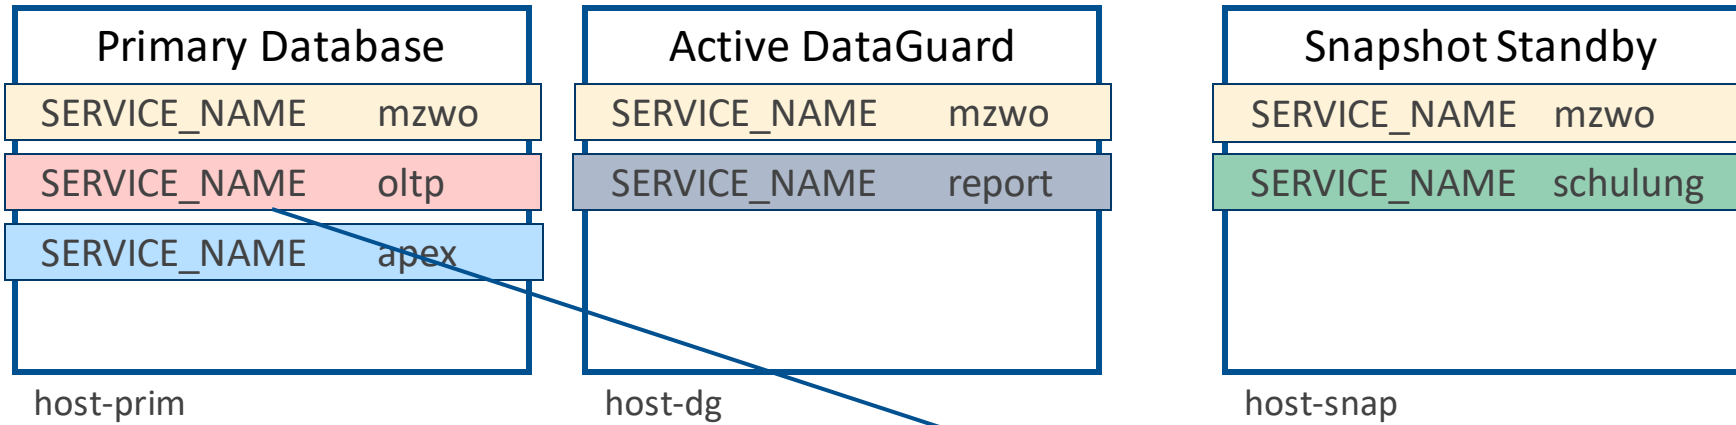 Primary Database
SERVICE_NAME mzwo
SERVICE_NAME oltp
SERVICE_NAME apex
host-prim
Active DataGuard
SERVICE_NAME mzwo
SERVICE_NAME report
host-dg
Snapshot Standby
SERVICE_NAME mzwo
SERVICE_NAME schulung
host-snap